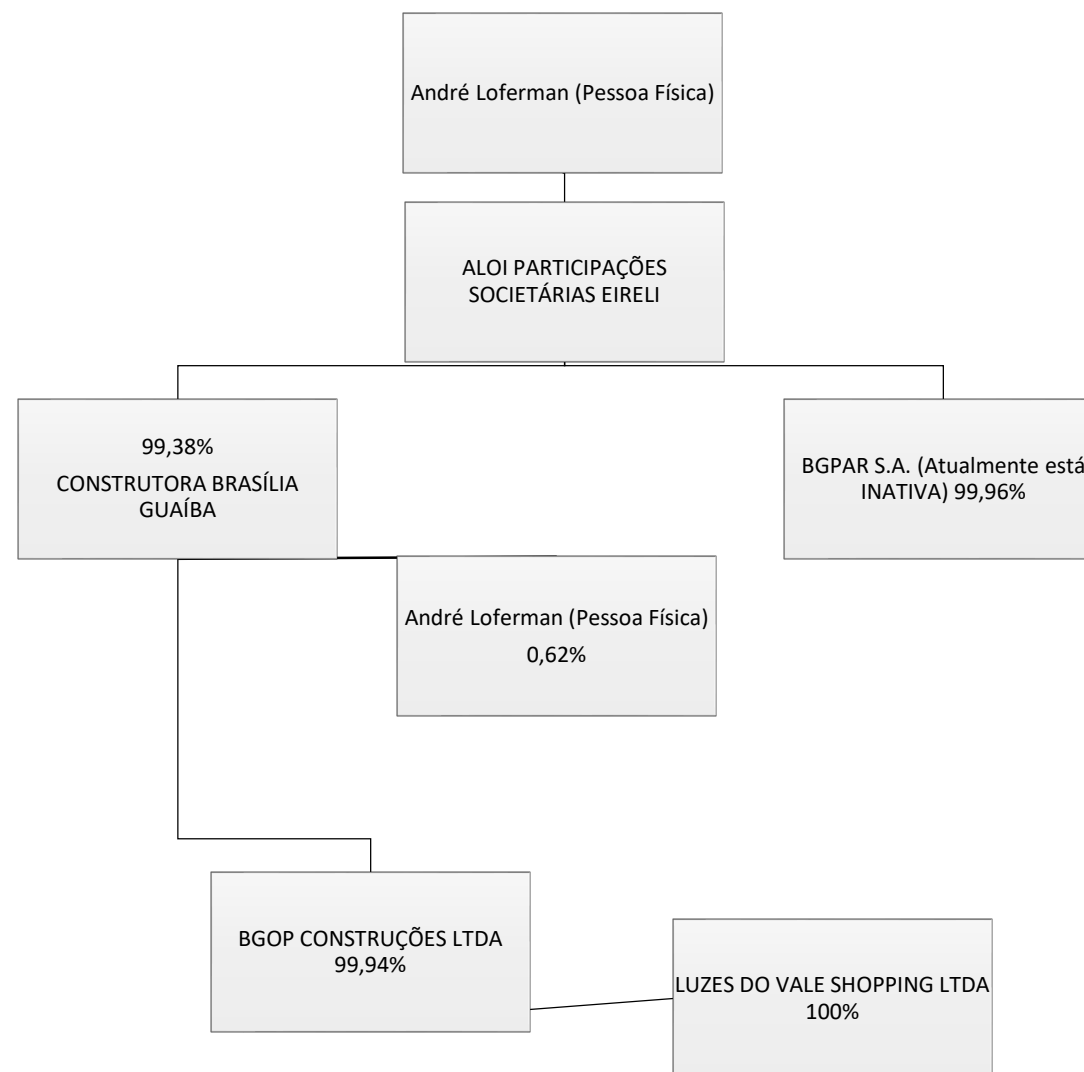 André Loferman (Pessoa Física)
ALOI PARTICIPAÇÕES
SOCIETÁRIAS EIRELI
99,38%
CONSTRUTORA BRASÍLIA
GUAÍBA
BGPAR S.A. (Atualmente está
INATIVA) 99,96%
André Loferman (Pessoa Física)
0,62%
BGOP CONSTRUÇÕES LTDA
99,94%
LUZES DO VALE SHOPPING LTDA
100%